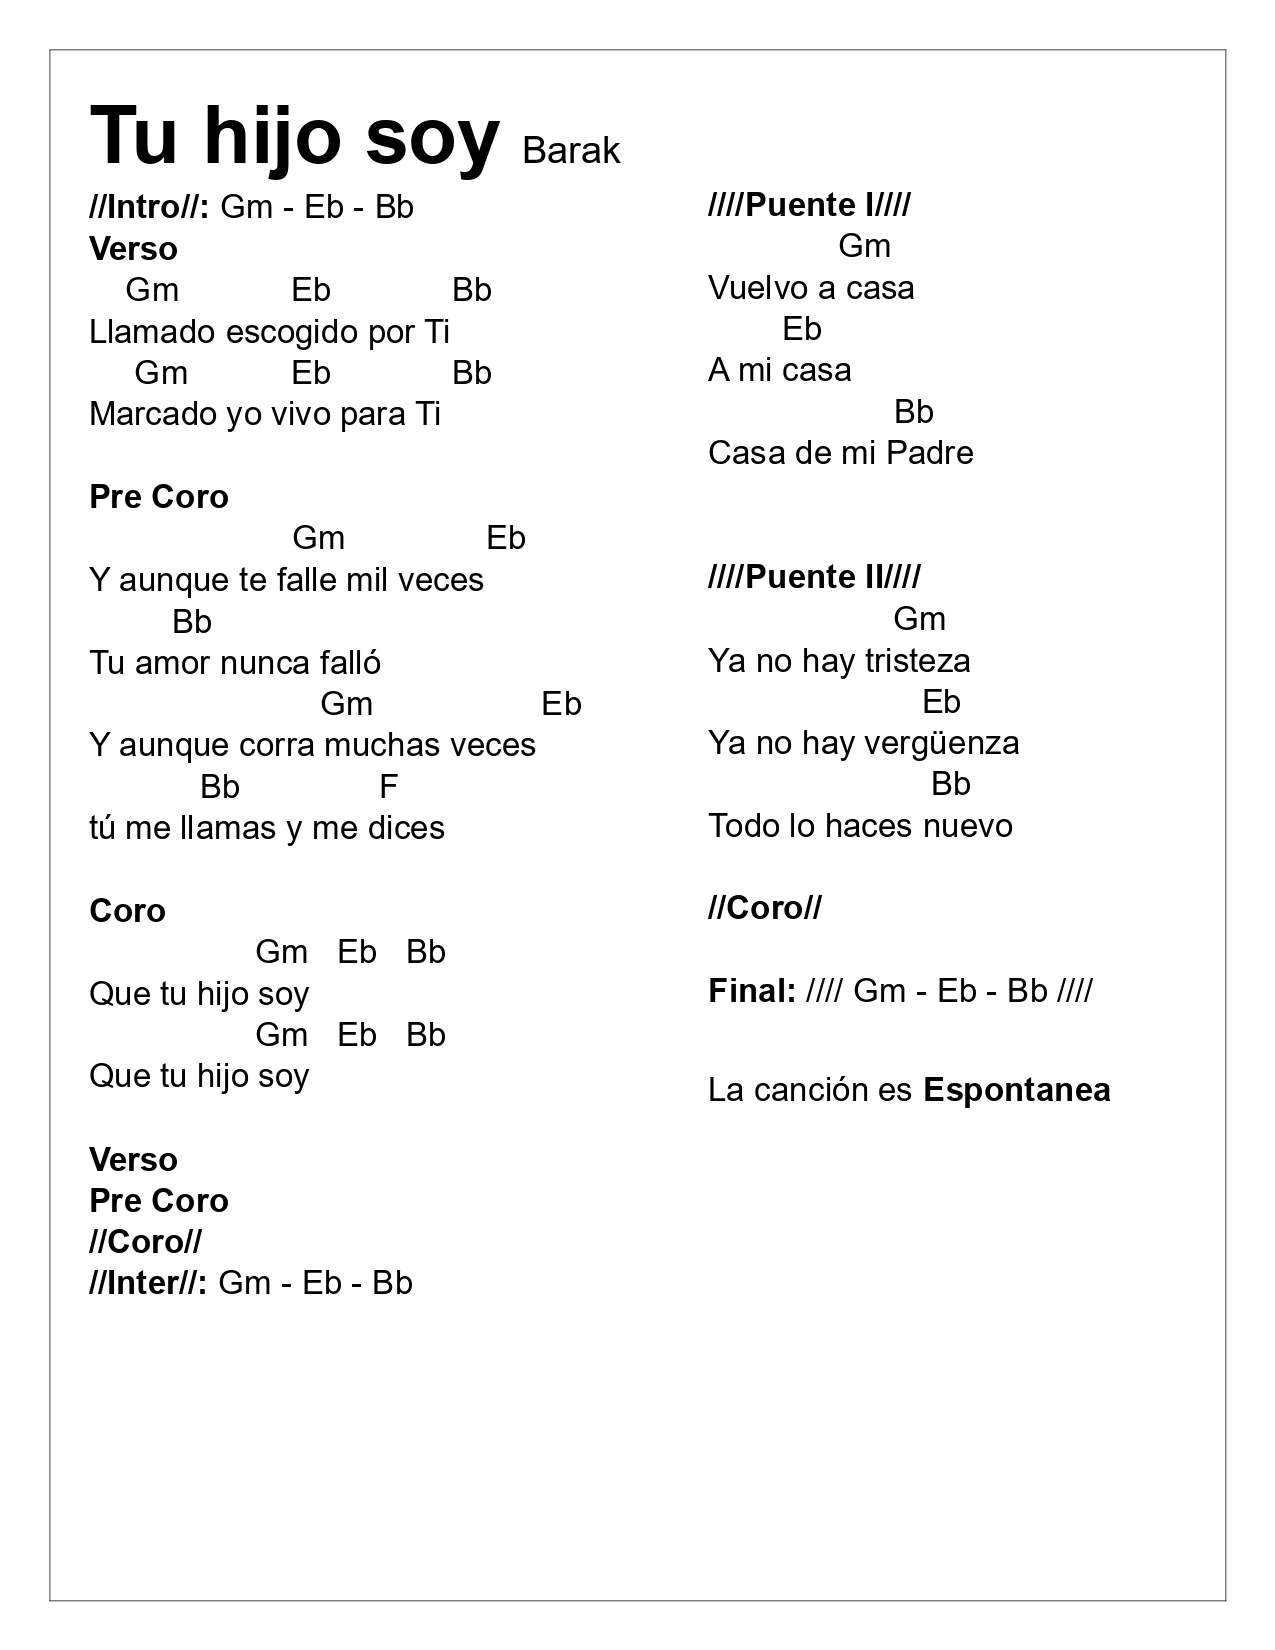 Tu hijo soy Barak
//Intro//: Gm - Eb - Bb
Verso
Gm Eb Bb
Llamado escogido por Ti
Gm Eb Bb
Marcado yo vivo para Ti
Pre Coro
Gm Eb
Y aunque te falle mil veces
Bb
Tu amor nunca falló
Gm Eb
Y aunque corra muchas veces
Bb F
tú me llamas y me dices
Coro
Gm Eb Bb
Que tu hijo soy
Gm Eb Bb
Que tu hijo soy
Verso
Pre Coro
//Coro//
//Inter//: Gm - Eb - Bb
////Puente I////
Gm
Vuelvo a casa
Eb
A mi casa
Bb
Casa de mi Padre
////Puente II////
Gm
Ya no hay tristeza
Eb
Ya no hay vergüenza
Bb
Todo lo haces nuevo
//Coro//
Final: //// Gm - Eb - Bb ////
La canción es Espontanea